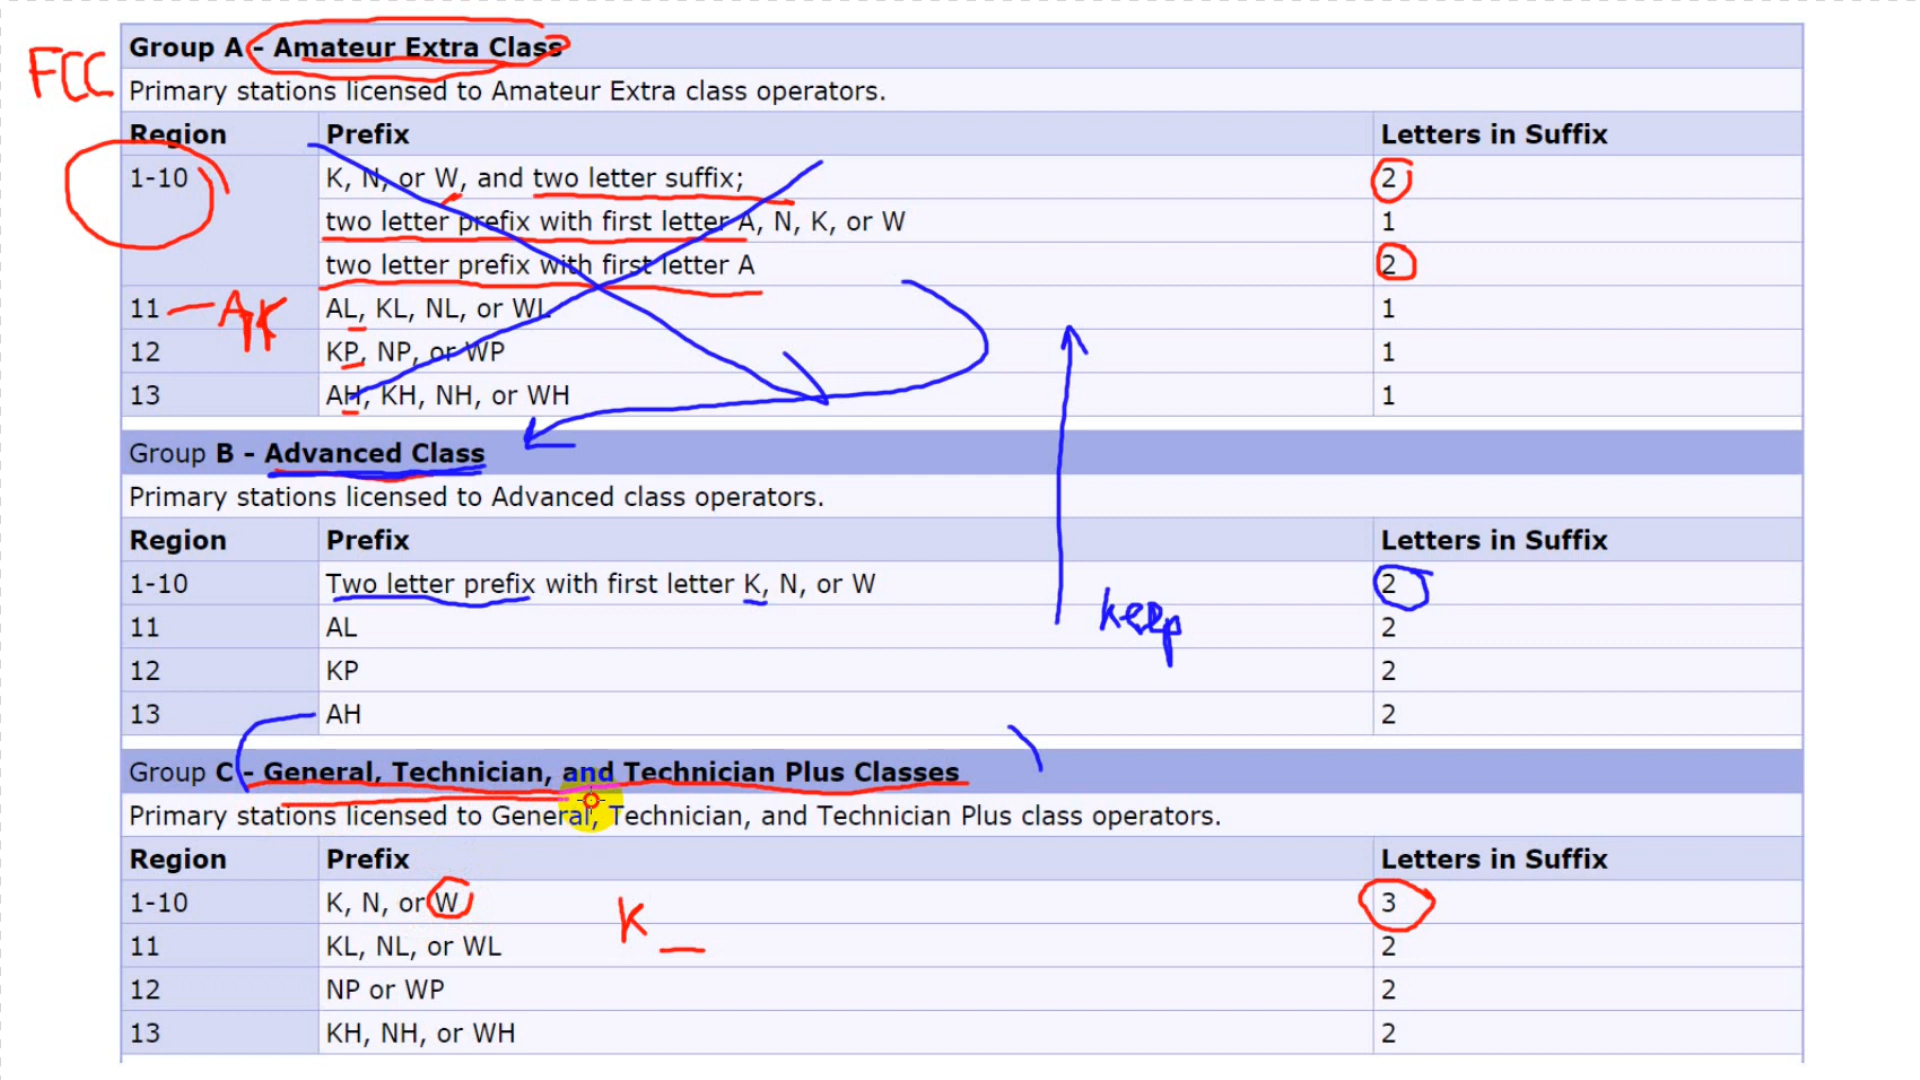 Group A - Amateur Extra Class
FCC
Primary stations licensed to Amateur Extra class operators.
Region Prefix Letters in Suffix
1-10 K, N, or W, and two letter suffix; 2
two letter prefix with first letter A, N, K, or W 1
two letter prefix with first letter A 2
11 AL, KL, NL, or WL 1
12 KP, NP, or WP 1
13 AH, KH, NH, or WH 1
Group B - Advanced Class
Primary stations licensed to Advanced class operators.
Region Prefix Letters in Suffix
1-10 Two letter prefix with first letter K, N, or W 2
keep
11 AL 2
12 KP 2
13 AH 2
Group C - General, Technician, and Technician Plus Classes
Primary stations licensed to General, Technician, and Technician Plus class operators.
Region Prefix Letters in Suffix
1-10 K, N, or W 3
K
11 KL, NL, or WL 2
12 NP or WP 2
13 KH, NH, or WH 2